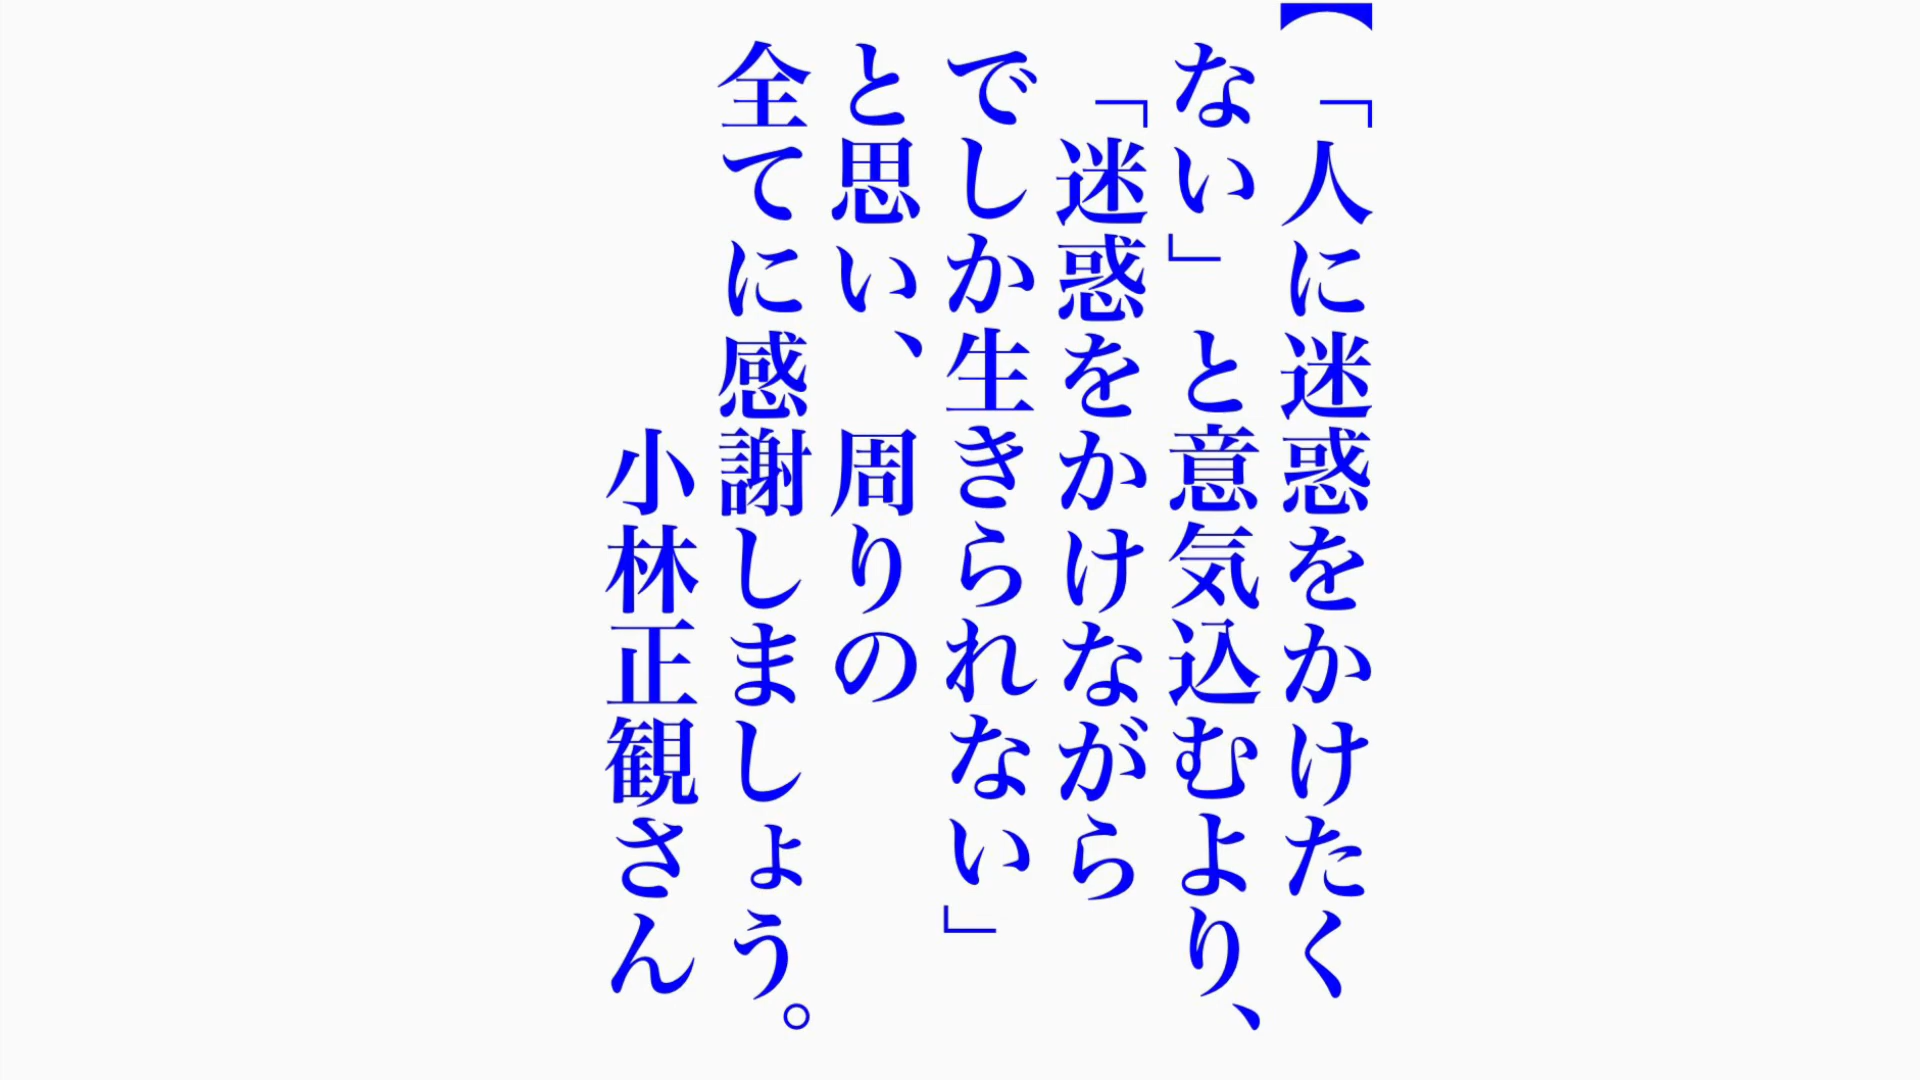 【「人に迷惑をかけたく
ない」と意気込むより、
「迷惑をかけながら
でしか生きられない」
と思い、周りの
全てに感謝しましょう。
小林正観さん